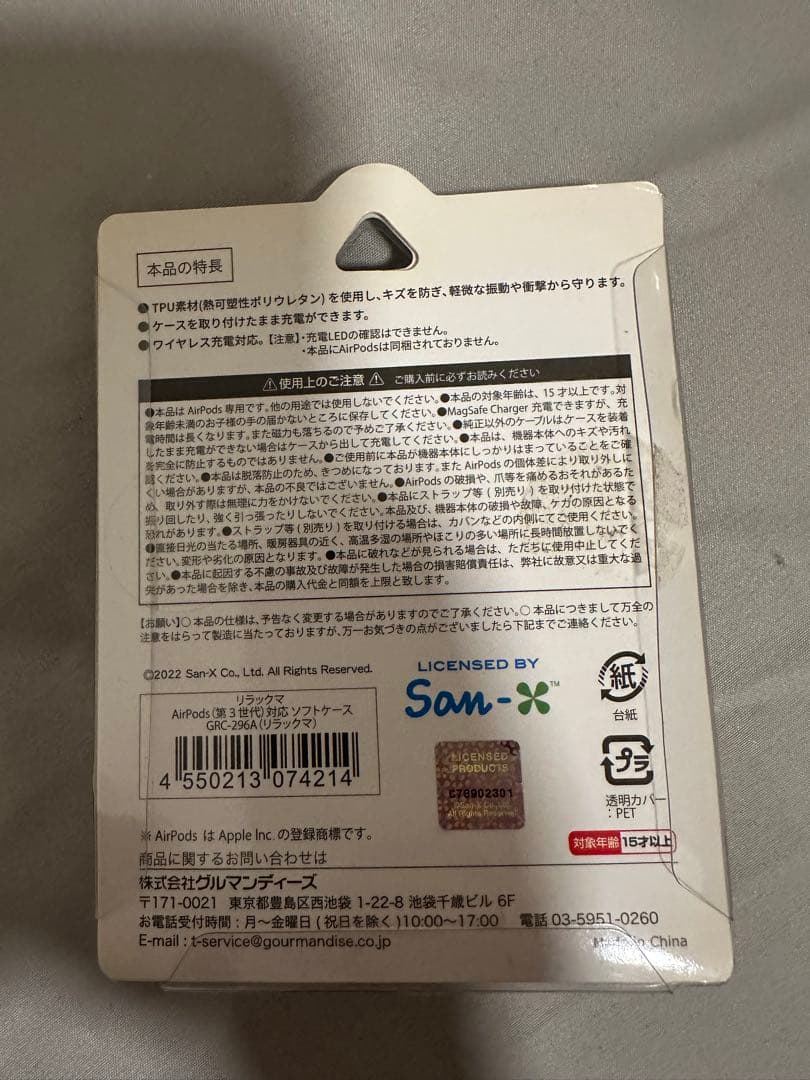 本品の特長
●TPU素材(熱可塑性ポリウレタン)を使用し、キズを防ぎ、軽微な振動や衝撃から守ります。
●ケースを取り付けたまま充電ができます。
●ワイヤレス充電対応。【注意】・充電LEDの確認はできません。
・本品にAirPodsは同梱されておりません。
⚠使用上のご注意⚠ ご購入前に必ずお読みください
●本品は AirPods 専用です。他の用途では使用しないでください。●本品の対象年齢は、15才以上です。対
象年齢未満のお子様の手の届かないところに保存してください。●MagSafe Charger 充電できますが、充
電時間は長くなります。また磁力も落ちるので予めご了承ください。●純正以外のケーブルはケースを装着
したまま充電ができない場合はケースから出して充電してください。●本品は、機器本体へのキズや汚れ
を完全に防止するものではありません。●ご使用前に本品が機器本体にしっかりはまっていることをご確
認ください。●本品は脱落防止のため、きつめになっております。また AirPods の個体差により取り外しに
くい場合がありますが、本品の不良ではございません。●AirPodsの破損や、爪等を痛めるおそれがあるた
め、取り外す際は無理に力をかけないでください。●本品にストラップ等(別売り)を取り付けた状態で
振り回したり、強く引っ張ったりしないでください。本品及び、機器本体の破損や故障、ケガの原因となる
恐れがあります。●ストラップ等(別売り)を取り付ける場合は、カバンなどの内側にてご使用ください。
●直接日光の当たる場所、暖房器具の近く、高温多湿の場所やほこりの多い場所に長時間放置しないでく
ださい。変形や劣化の原因となります。●本品に破れなどが見られる場合は、ただちに使用中止してくだ
さい。●本品に起因する不慮の事故及び故障が発生した場合の損害賠償責任は、弊社に故意又は重大な過
失があった場合を除き、本品の購入代金と同額を上限と致します。
【お願い】○本品の仕様は、予告なく変更する場合がありますのでご了承ください。○本品につきまして万全の
注意をはらって製造に当たっておりますが、万一お気づきの点がございましたら下記までご連絡ください。
©2022 San-X Co., Ltd. All Rights Reserved.
LICENSED BY
San-X™
リラックマ
AirPods(第3世代)対応 ソフトケース
GRC-296A(リラックマ)
4 550213 074214
LICENSED
PRODUCTS
C78902301
©San-X Co.,Ltd.
All Rights Reserved
紙
台紙
プラ
透明カバー
:PET
対象年齢 15才以上
※ AirPods は Apple Inc. の登録商標です。
商品に関するお問い合わせは
株式会社グルマンディーズ
〒171-0021 東京都豊島区西池袋 1-22-8 池袋千歳ビル 6F
お電話受付時間:月~金曜日(祝日を除く)10:00~17:00 電話 03-5951-0260
E-mail : t-service@gourmandise.co.jp
Made in China